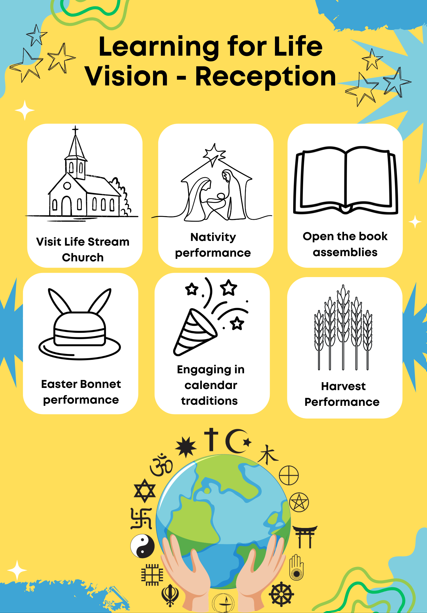 Learning for Life
Vision - Reception
Visit Life Stream
Church
Nativity
performance
Open the book
assemblies
Easter Bonnet
performance
Engaging in
calendar
traditions
Harvest
Performance